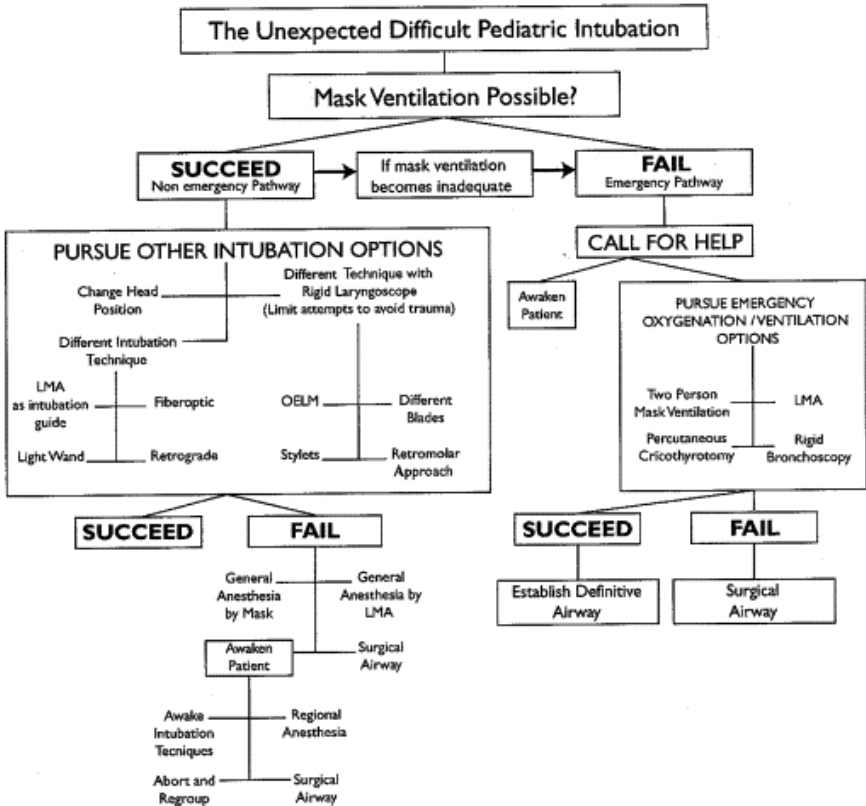 The Unexpected Difficult Pediatric Intubation
Mask Ventilation Possible?
SUCCEED
Non emergency Pathway
If mask ventilation
becomes inadequate
FAIL
Emergency Pathway
PURSUE OTHER INTUBATION OPTIONS
Change Head
Position
Different Technique with
Rigid Laryngoscope
(Limit attempts to avoid trauma)
Different Intubation
Technique
LMA
as intubation
guide
Fiberoptic
Light Wand
Retrograde
OELM
Different
Blades
Stylets
Retromolar
Approach
CALL FOR HELP
Awaken
Patient
PURSUE EMERGENCY
OXYGENATION /VENTILATION
OPTIONS
Two Person
Mask Ventilation
LMA
Percutaneous
Cricothyrotomy
Rigid
Bronchoscopy
SUCCEED
FAIL
General
Anesthesia
by Mask
General
Anesthesia by
LMA
Awaken
Patient
Surgical
Airway
Awake
Intubation
Tecniques
Regional
Anesthesia
Abort and
Regroup
Surgical
Airway
SUCCEED
FAIL
Establish Definitive
Airway
Surgical
Airway